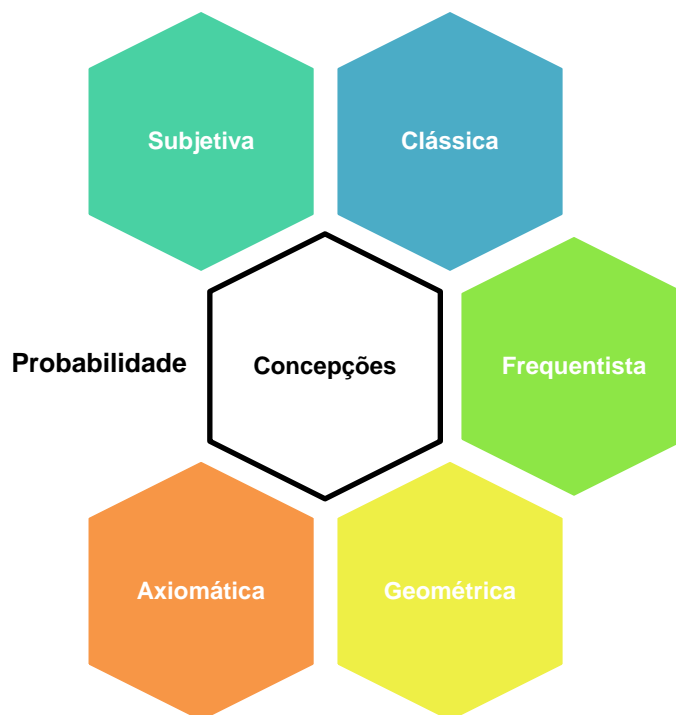 Subjetiva
Clássica
Probabilidade
Concepções
Frequentista
Axiomática
Geométrica